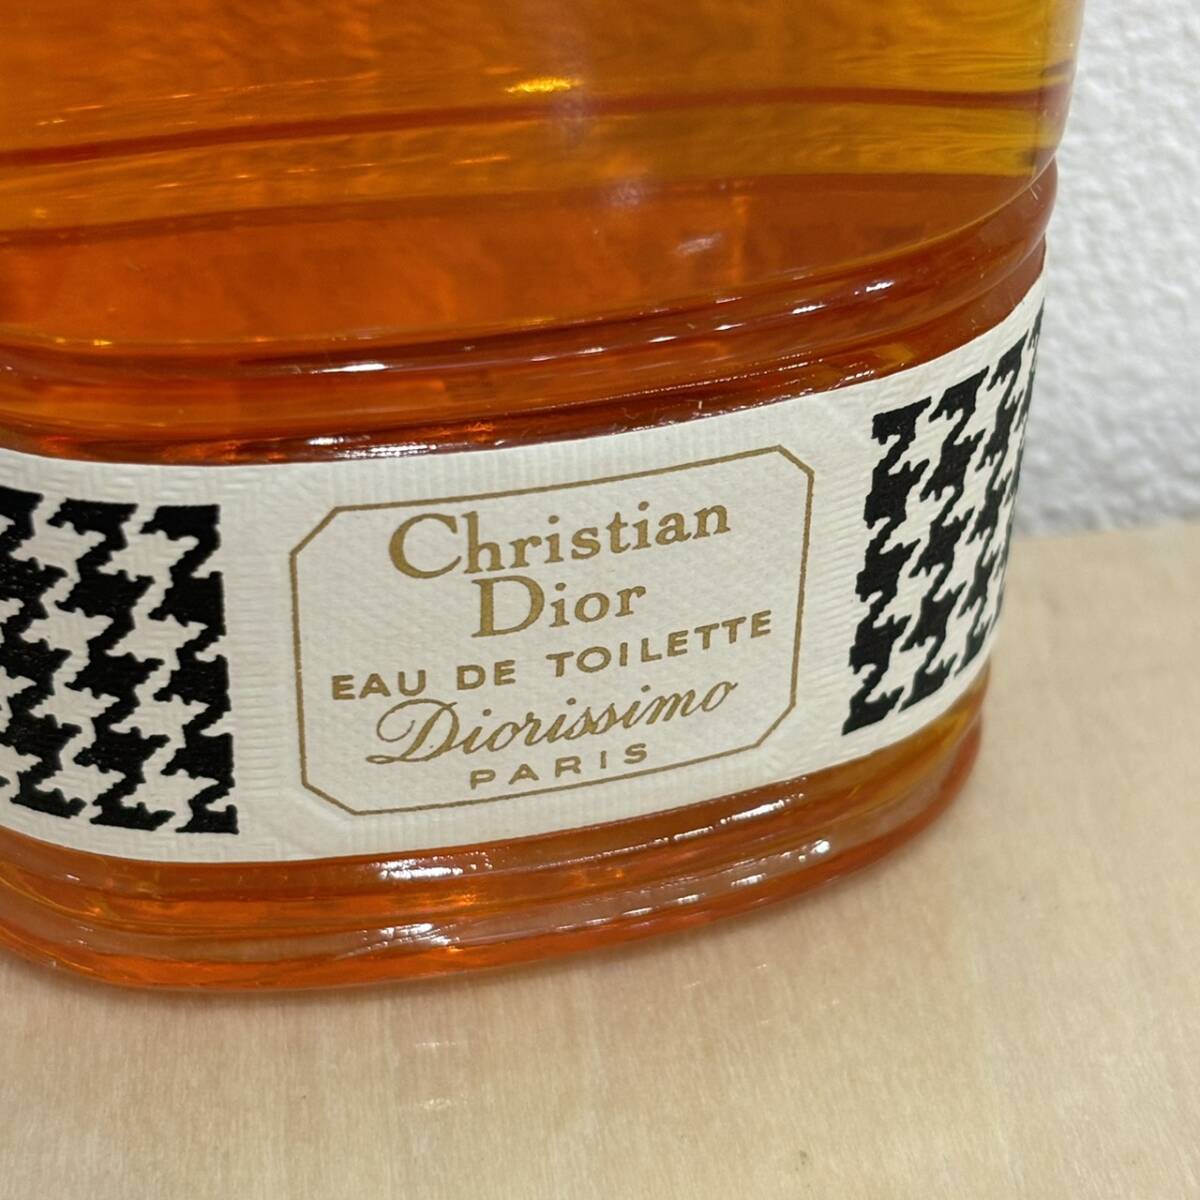 Christian
Dior
EAU DE TOILETTE
Diorissimo
PARIS